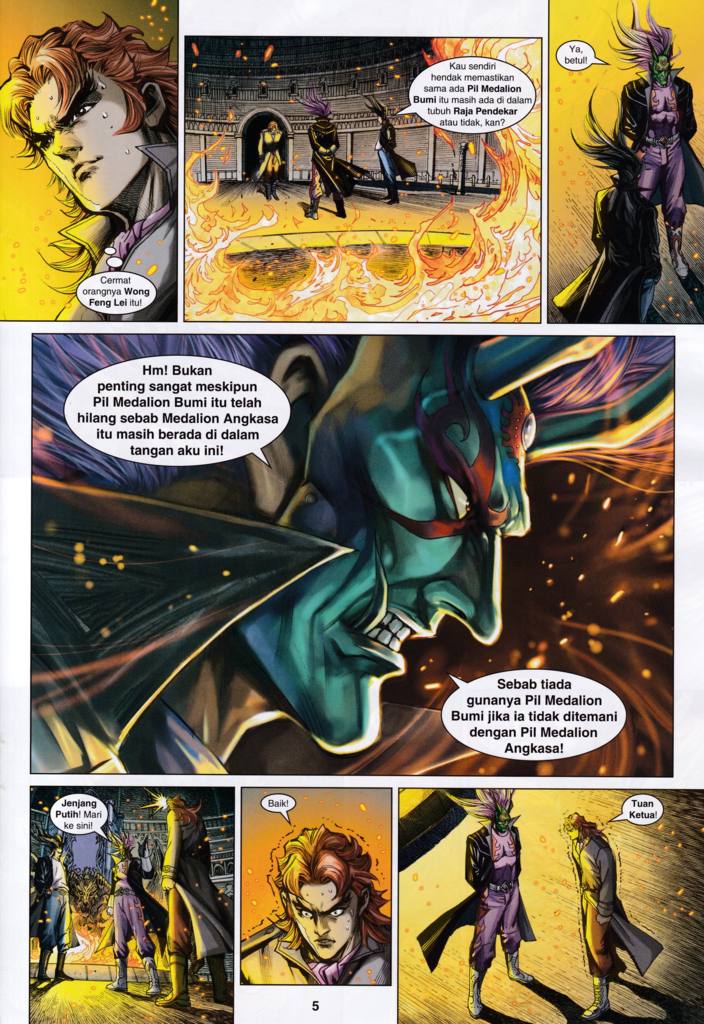 Cermat
orangnya Wong
Feng Lei itu!
Kau sendiri
hendak memastikan
sama ada Pil Medalion
Bumi itu masih ada di dalam
tubuh Raja Pendekar
atau tidak, kan?
Ya,
betul!
Hm! Bukan
penting sangat meskipun
Pil Medalion Bumi itu telah
hilang sebab Medalion Angkasa
itu masih berada di dalam
tangan aku ini!
Sebab tiada
gunanya Pil Medalion
Bumi jika ia tidak ditemani
dengan Pil Medalion
Angkasa!
Jenjang
Putih! Mari
ke sini!
Baik!
Tuan
Ketua!
5